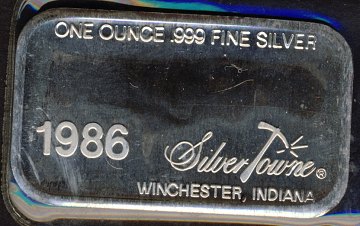 ONE OUNCE .999 FINE SILVER
1986
SilverTowne®
WINCHESTER, INDIANA